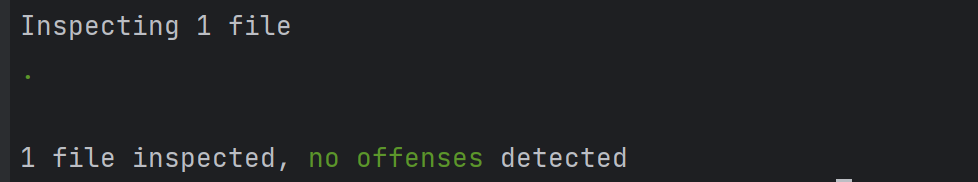 Inspecting 1 file
.
1 file inspected, no offenses detected